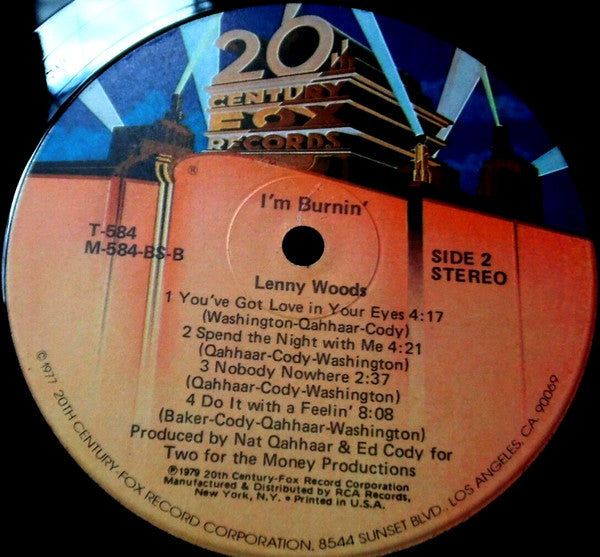 20th
CENTURY
FOX
RECORDS
®
I'm Burnin'
T-584
M-584-BS-B
SIDE 2
STEREO
Lenny Woods
1 You've Got Love in Your Eyes 4:17
(Washington-Qahhaar-Cody)
2 Spend the Night with Me 4:21
(Qahhaar-Cody-Washington)
3 Nobody Nowhere 2:37
(Qahhaar-Cody-Washington)
4 Do It with a Feelin' 8:08
(Baker-Cody-Qahhaar-Washington)
Produced by Nat Qahhaar & Ed Cody for
Two for the Money Productions
℗ 1979 20th Century-Fox Record Corporation
Manufactured & Distributed by RCA Records,
New York, N.Y. • Printed in U.S.A.
©1977 20TH CENTURY-FOX RECORD CORPORATION, 8544 SUNSET BLVD., LOS ANGELES, CA 90069